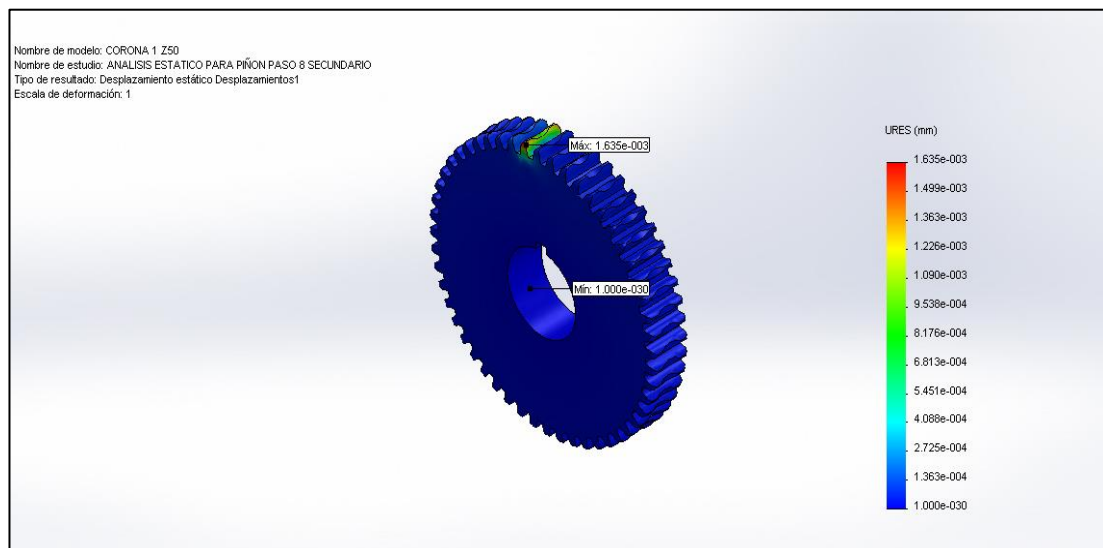 Nombre de modelo: CORONA 1 Z50
Nombre de estudio: ANALISIS ESTATICO PARA PIÑON PASO 8 SECUNDARIO
Tipo de resultado: Desplazamiento estático Desplazamientos1
Escala de deformación: 1
URES (mm)
Máx: 1.635e-003
Mín: 1.000e-030
1.635e-003
1.499e-003
1.363e-003
1.226e-003
1.090e-003
9.538e-004
8.176e-004
6.813e-004
5.451e-004
4.088e-004
2.725e-004
1.363e-004
1.000e-030